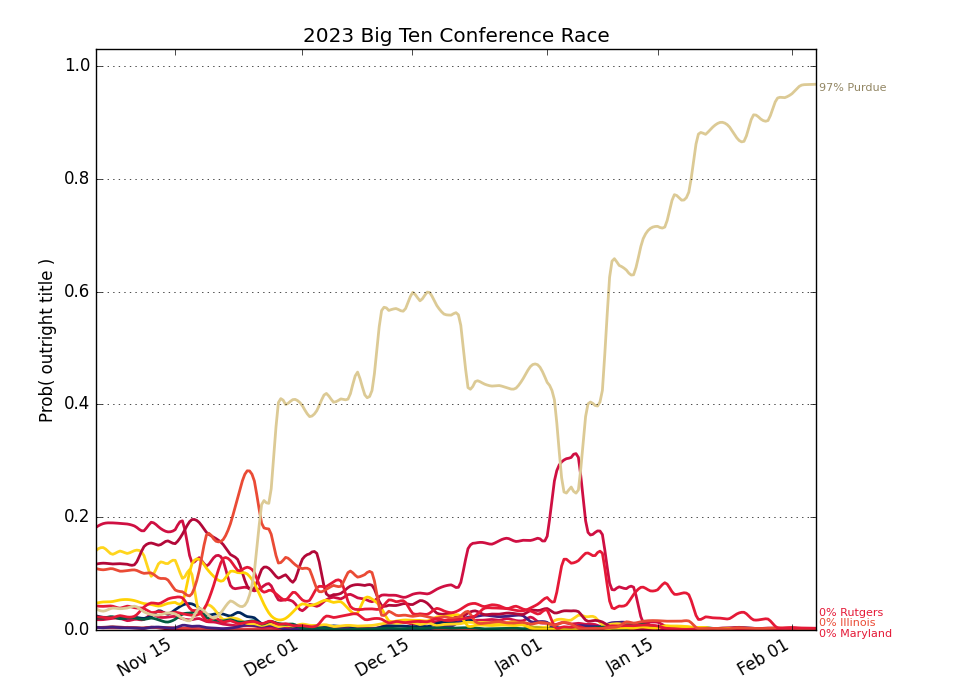 2023 Big Ten Conference Race
1.0
97% Purdue
0.8
0.6
Prob( outright title )
0.4
0.2
0% Rutgers
0% Illinois
0% Maryland
0.0
Nov 15
Dec 01
Dec 15
Jan 01
Jan 15
Feb 01